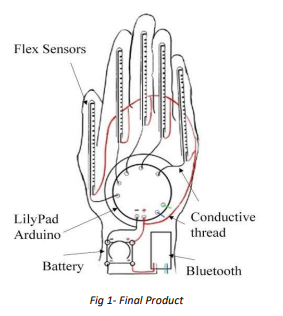 Flex Sensors
LilyPad
Arduino
Conductive
thread
Battery
Bluetooth
Fig 1- Final Product